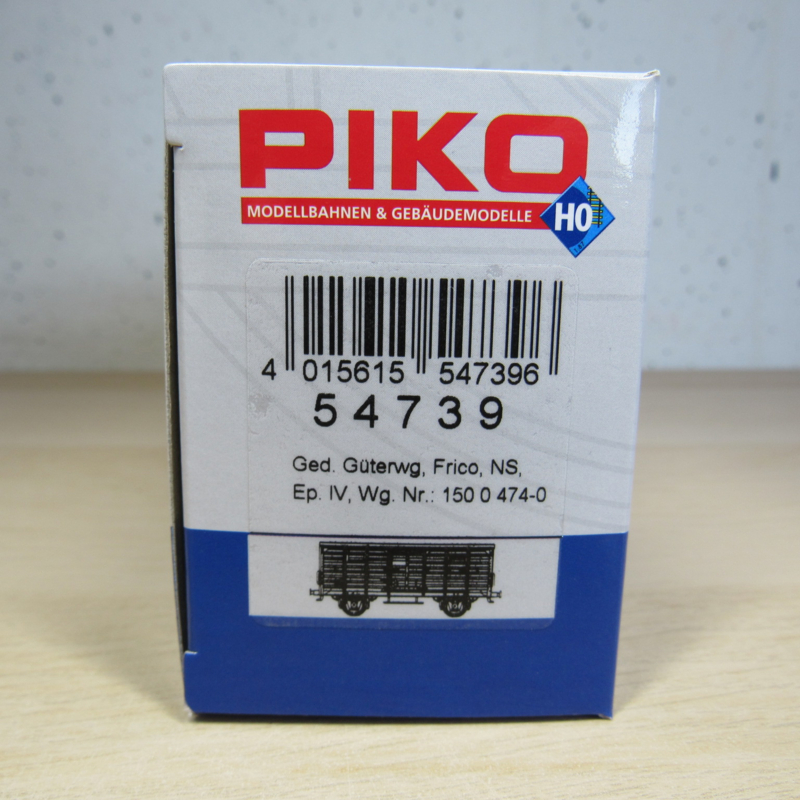 PIKO
MODELLBAHNEN & GEBÄUDEMODELLE
H0
4 015615 547396
54739
Ged. Güterwg, Frico, NS,
Ep. IV, Wg. Nr.: 150 0 474-0